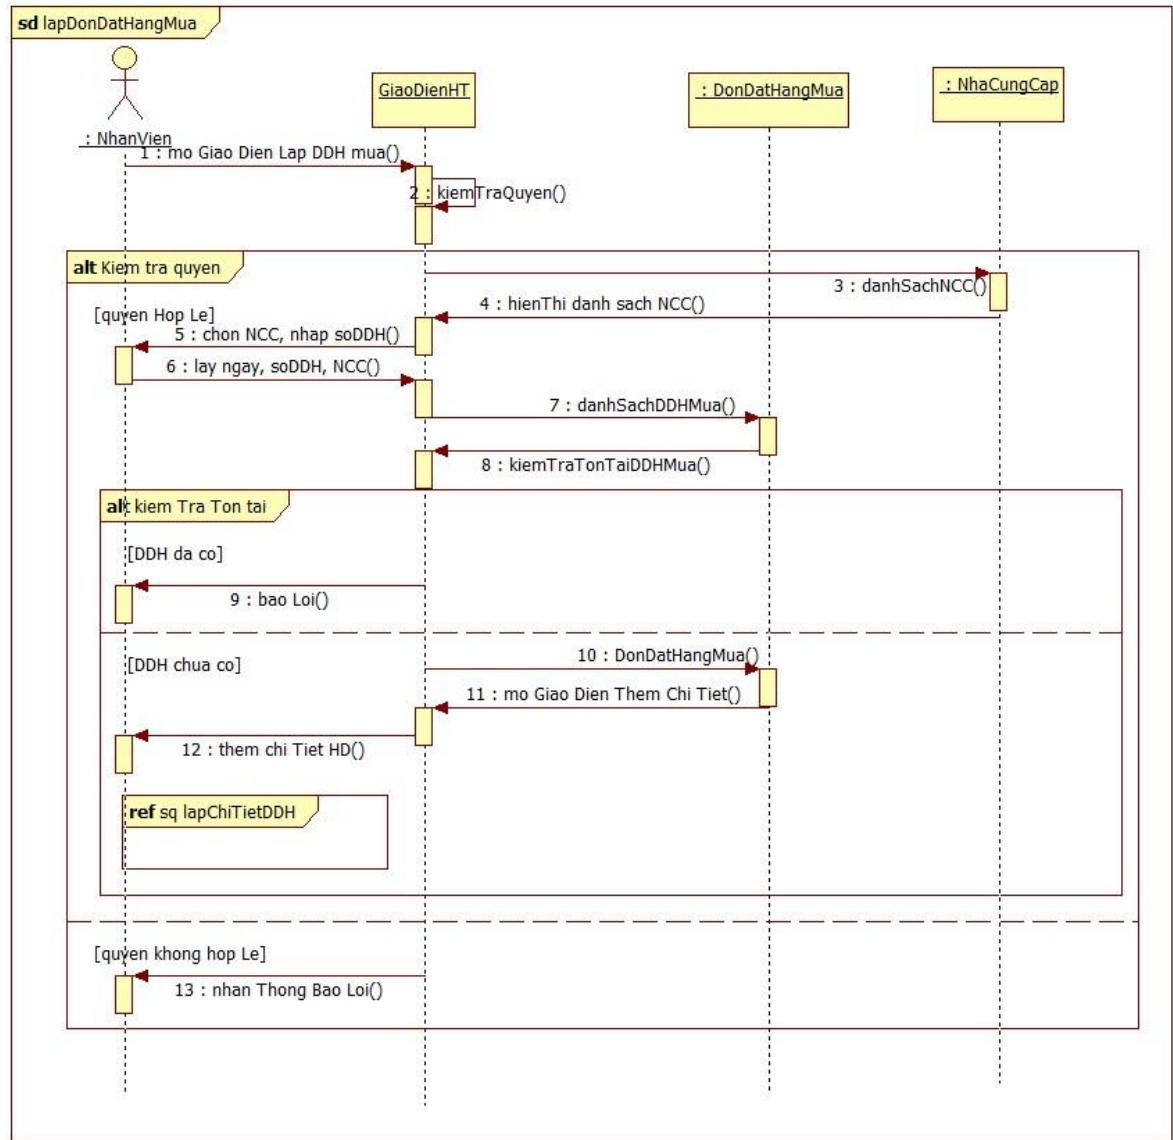 sd lapDonDatHangMua
: NhanVien
GiaoDienHT
: DonDatHangMua
: NhaCungCap
1 : mo Giao Dien Lap DDH mua()
2 : kiemTraQuyen()
alt Kiem tra quyen
3 : danhSachNCC()
4 : hienThi danh sach NCC()
[quyen Hop Le]
5 : chon NCC, nhap soDDH()
6 : lay ngay, soDDH, NCC()
7 : danhSachDDHMua()
8 : kiemTraTonTaiDDHMua()
alt kiem Tra Ton tai
[DDH da co]
9 : bao Loi()
[DDH chua co]
10 : DonDatHangMua()
11 : mo Giao Dien Them Chi Tiet()
12 : them chi Tiet HD()
ref sq lapChiTietDDH
[quyen khong hop Le]
13 : nhan Thong Bao Loi()